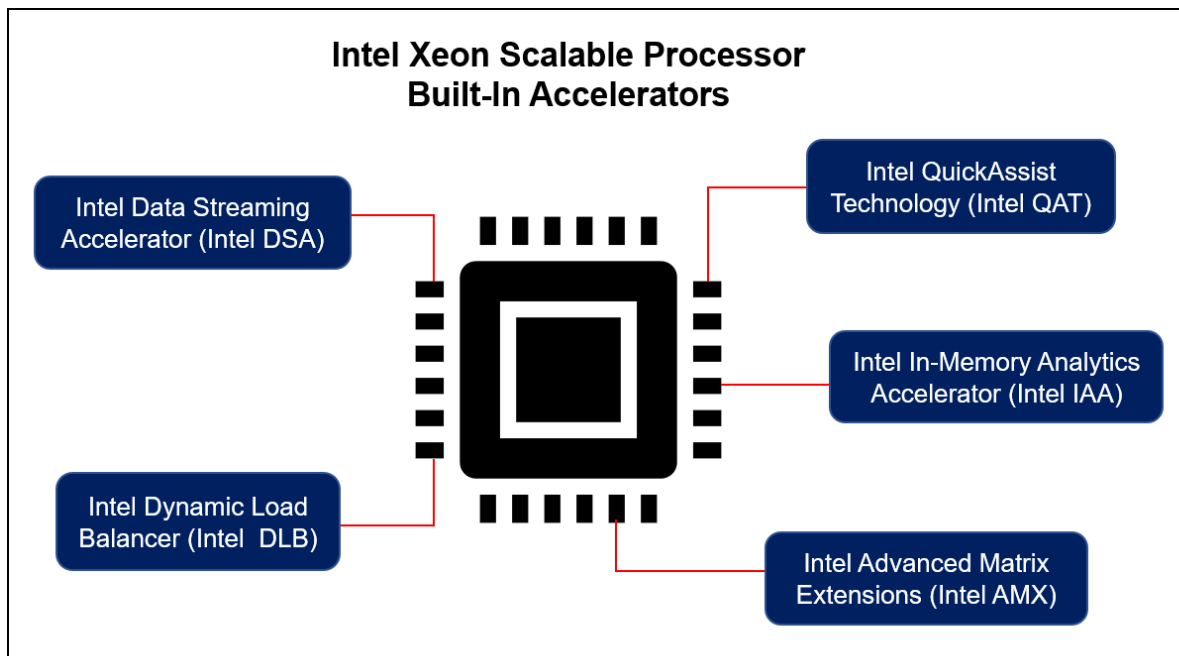 Intel Xeon Scalable Processor
Built-In Accelerators
Intel Data Streaming
Accelerator (Intel DSA)
Intel QuickAssist
Technology (Intel QAT)
Intel In-Memory Analytics
Accelerator (Intel IAA)
Intel Dynamic Load
Balancer (Intel  DLB)
Intel Advanced Matrix
Extensions (Intel AMX)